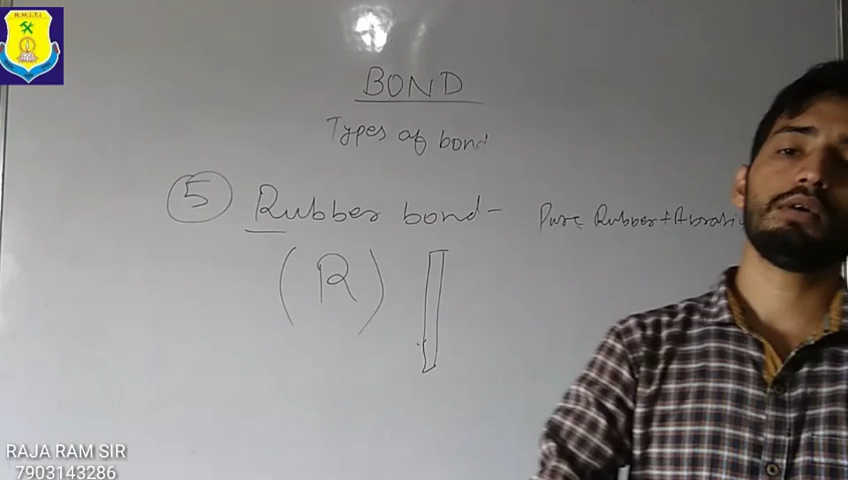 R.M.I.T.I
BOND
Types of bond
5 Rubber bond- Pure Rubber+Abrasi
(R)
RAJA RAM SIR
7903143286